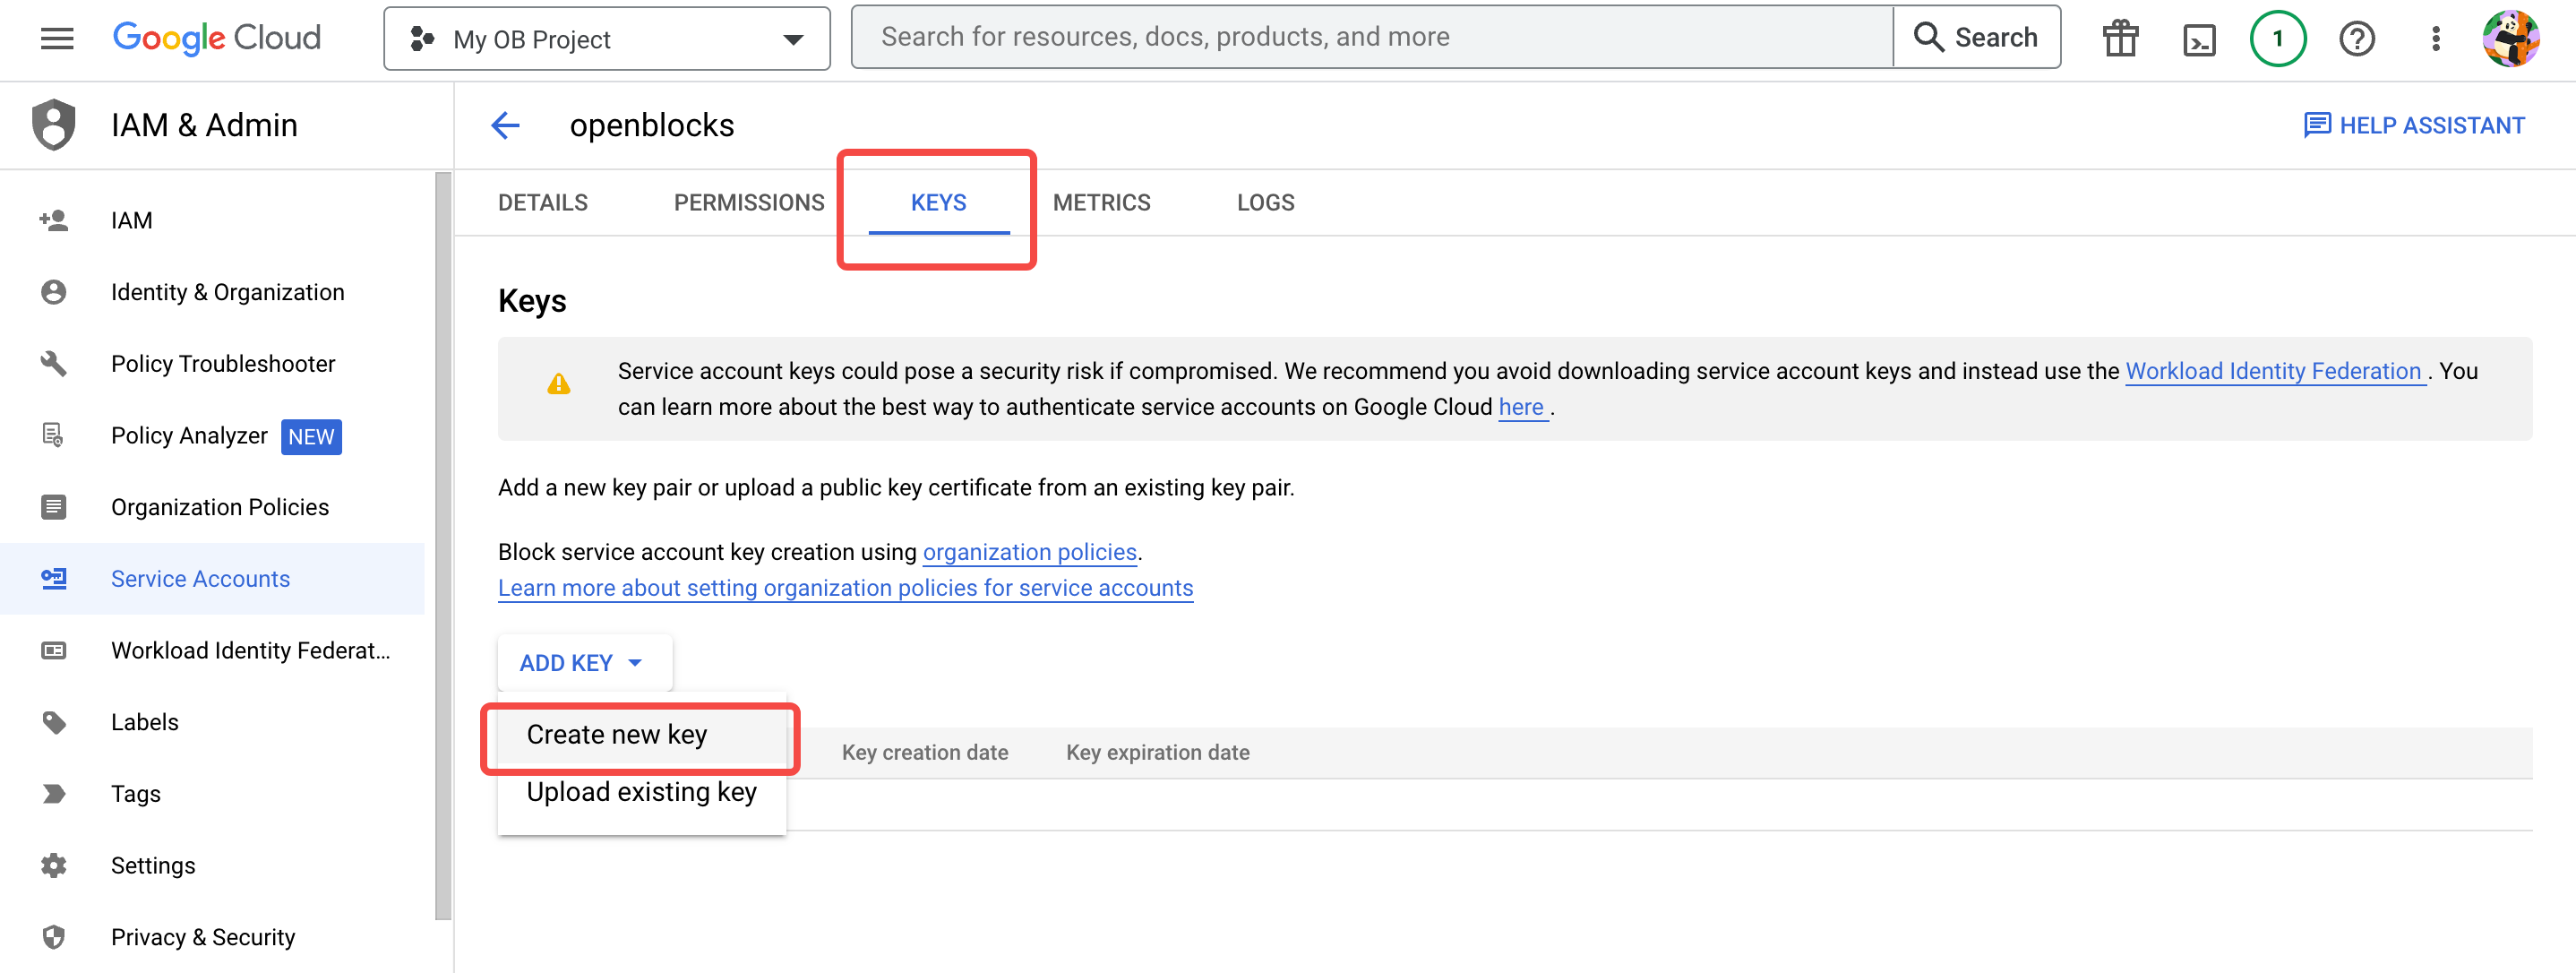 Google Cloud
My OB Project
Search for resources, docs, products, and more
Search
1
IAM & Admin
openblocks
HELP ASSISTANT
DETAILS
PERMISSIONS
KEYS
METRICS
LOGS
IAM
Identity & Organization
Policy Troubleshooter
Policy Analyzer NEW
Organization Policies
Service Accounts
Workload Identity Federat...
Labels
Tags
Settings
Privacy & Security
Keys
Service account keys could pose a security risk if compromised. We recommend you avoid downloading service account keys and instead use the Workload Identity Federation . You
can learn more about the best way to authenticate service accounts on Google Cloud here .
Add a new key pair or upload a public key certificate from an existing key pair.
Block service account key creation using organization policies.
Learn more about setting organization policies for service accounts
ADD KEY
Create new key
Upload existing key
Key creation date
Key expiration date